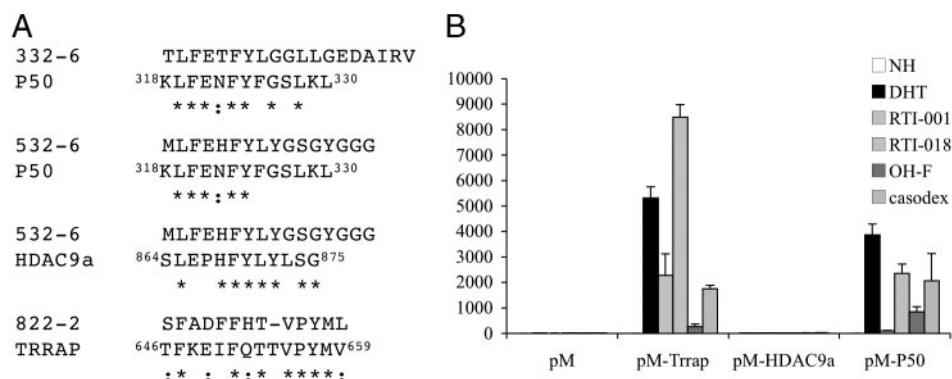 A
332-6 TLFETFYLGGLLGEDAIRV
P50 318KLFENFYFGSLKL330
***:** * *
532-6 MLFEHFYLYGSGYGGG
P50 318KLFENFYFGSLKL330
***:**
532-6 MLFEHFYLYGSGYGGG
HDAC9a 864SLEPHFYLYLSG875
* ***** **
822-2 SFADFFHT-VPYML
TRRAP 646TFKEIFQTTVPYMV659
:* : *:* ****:
B
10000
9000
8000
7000
6000
5000
4000
3000
2000
1000
0
pM pM-Trrap pM-HDAC9a pM-P50
NH
DHT
RTI-001
RTI-018
OH-F
casodex